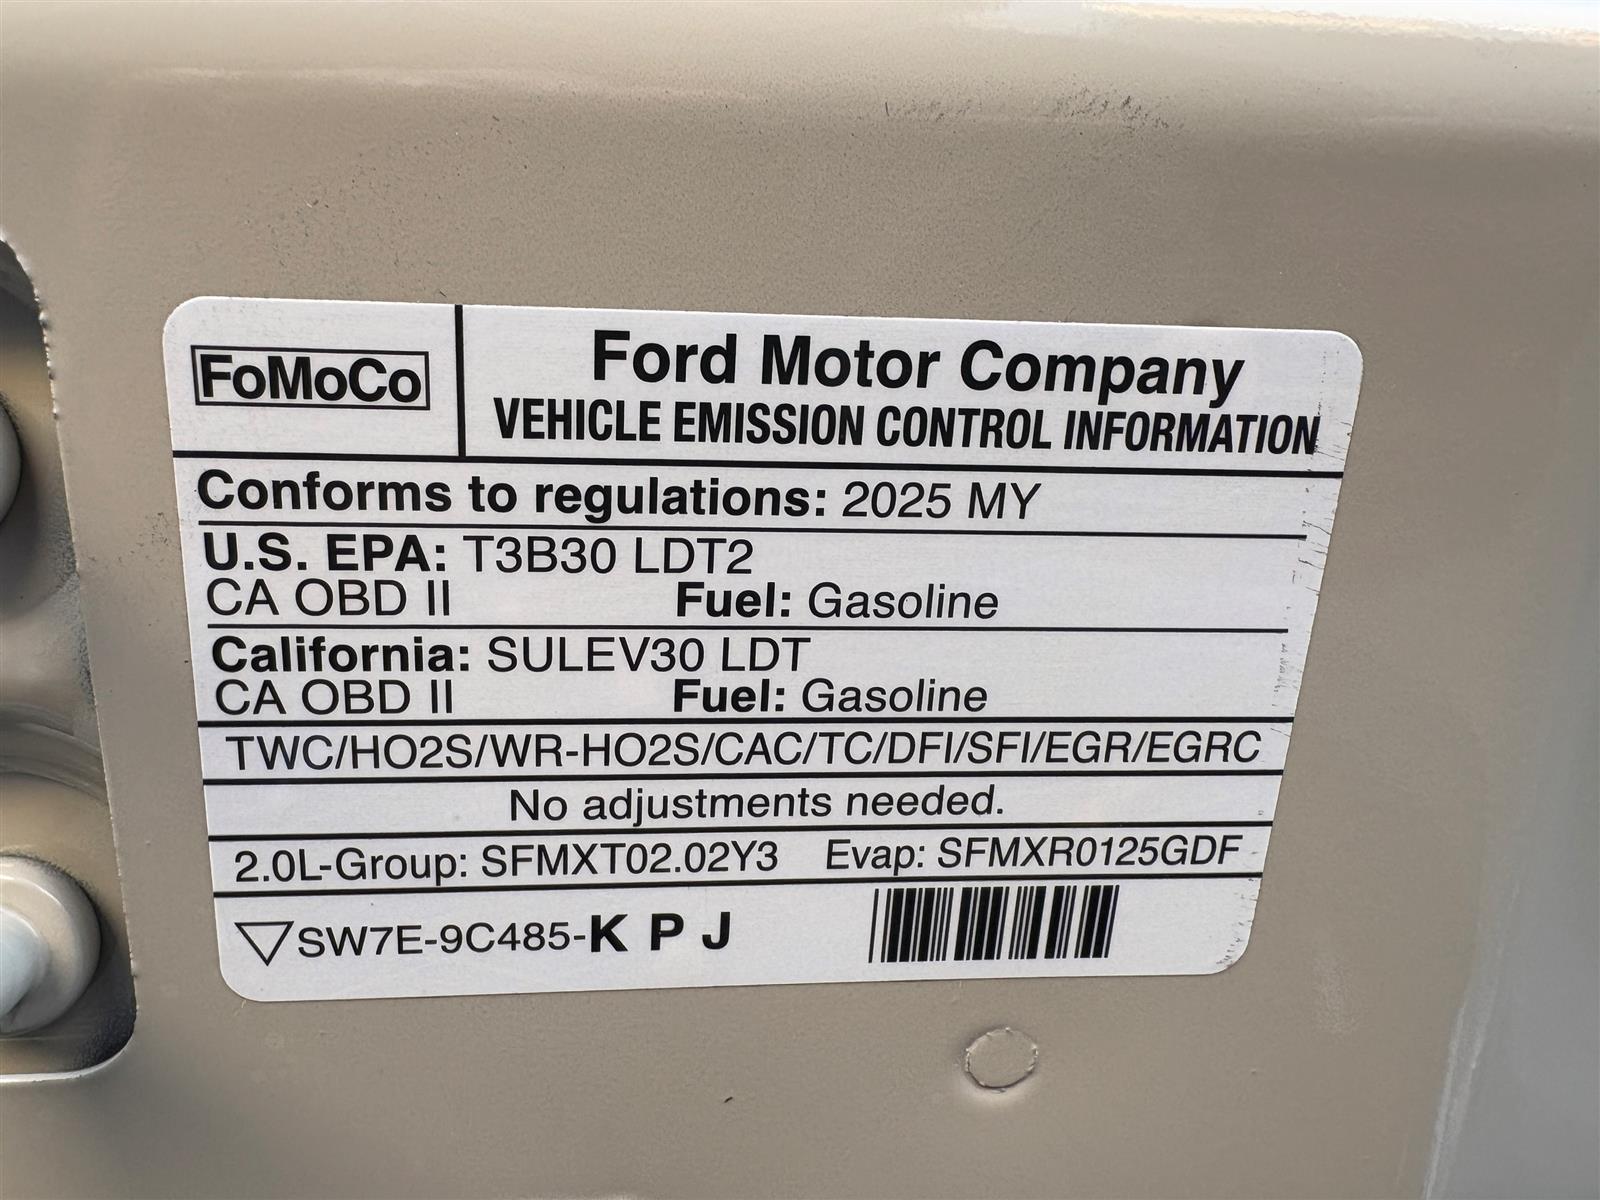 FoMoCo
Ford Motor Company
VEHICLE EMISSION CONTROL INFORMATION
Conforms to regulations: 2025 MY
U.S. EPA: T3B30 LDT2
CA OBD II Fuel: Gasoline
California: SULEV30 LDT
CA OBD II Fuel: Gasoline
TWC/HO2S/WR-HO2S/CAC/TC/DFI/SFI/EGR/EGRC
No adjustments needed.
2.0L-Group: SFMXT02.02Y3 Evap: SFMXR0125GDF
SW7E-9C485-K P J